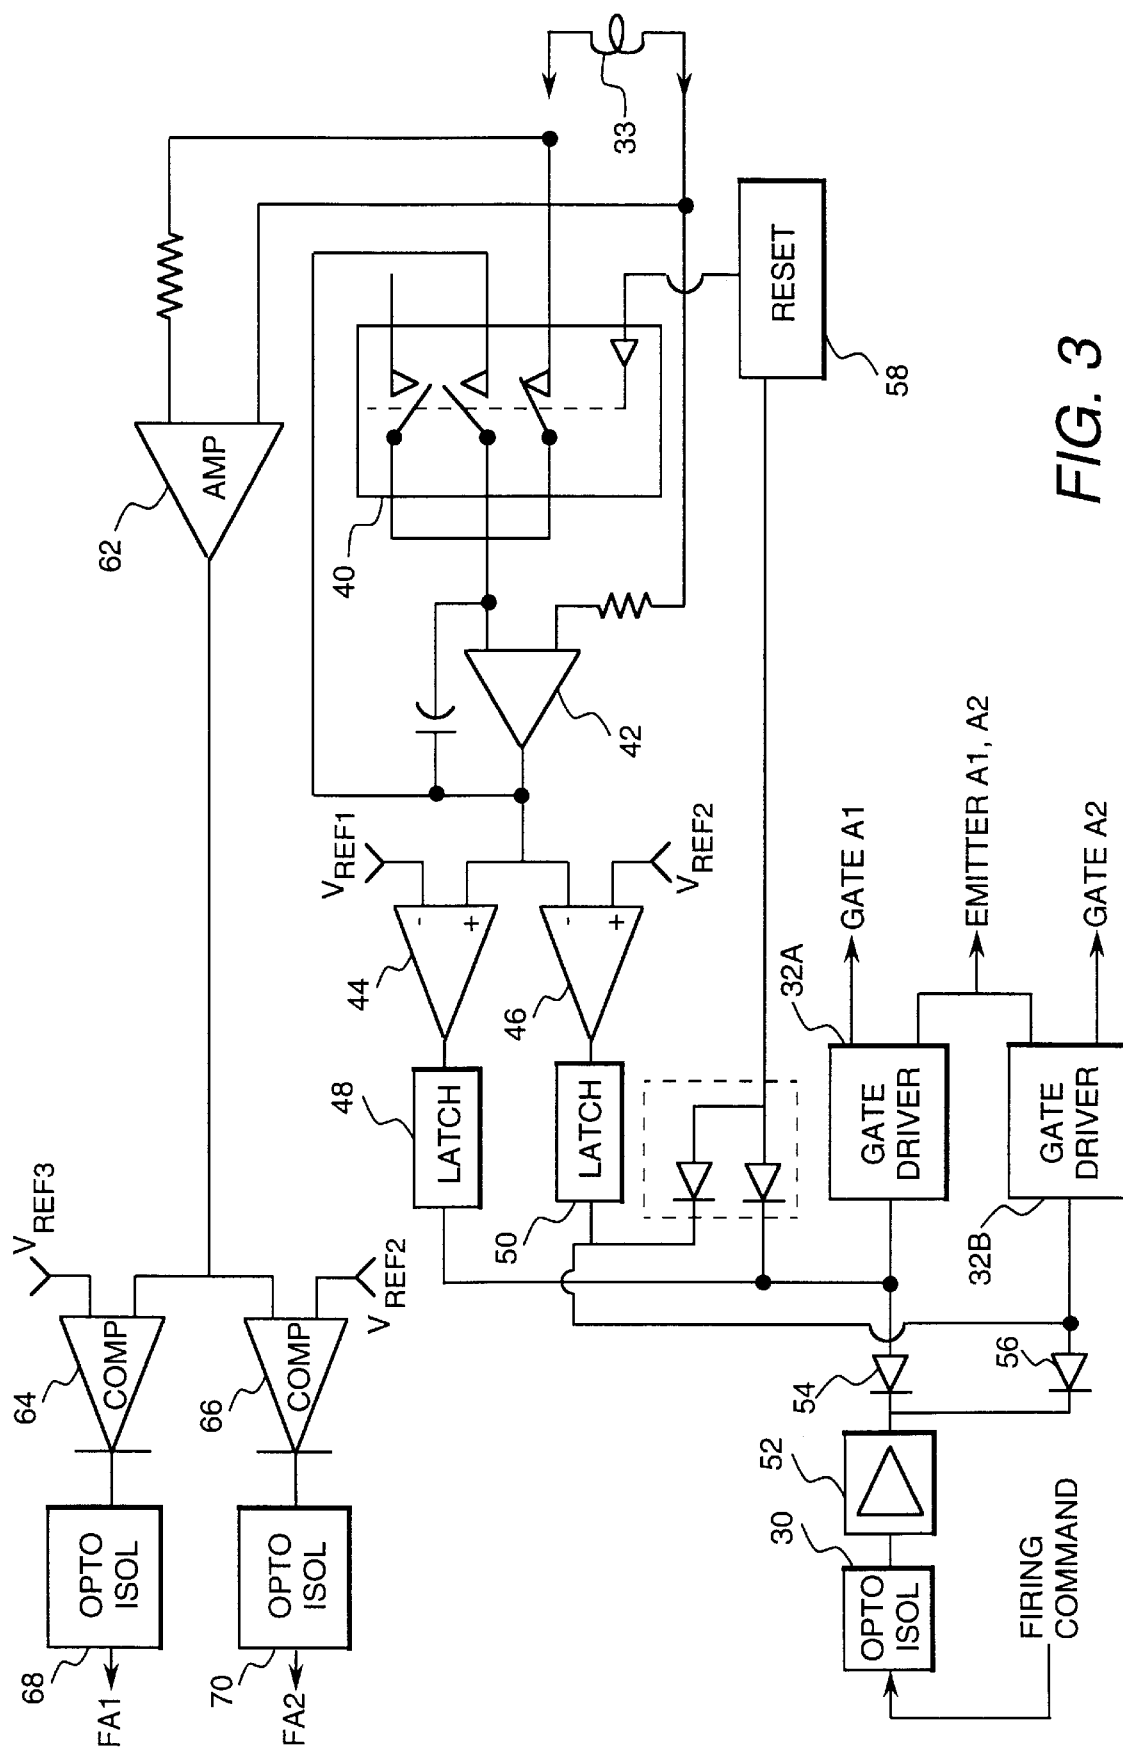 68
FA1
OPTO
ISOL
64
COMP
VREF3
62
AMP
70
FA2
OPTO
ISOL
66
COMP
VREF2
48
LATCH
44
-
+
VREF1
40
33
50
LATCH
46
-
+
VREF2
42
30
OPTO
ISOL
52
54
GATE
DRIVER
32A
GATE A1
RESET
58
FIRING
COMMAND
56
32B
GATE
DRIVER
EMITTER A1, A2
GATE A2
FIG. 3